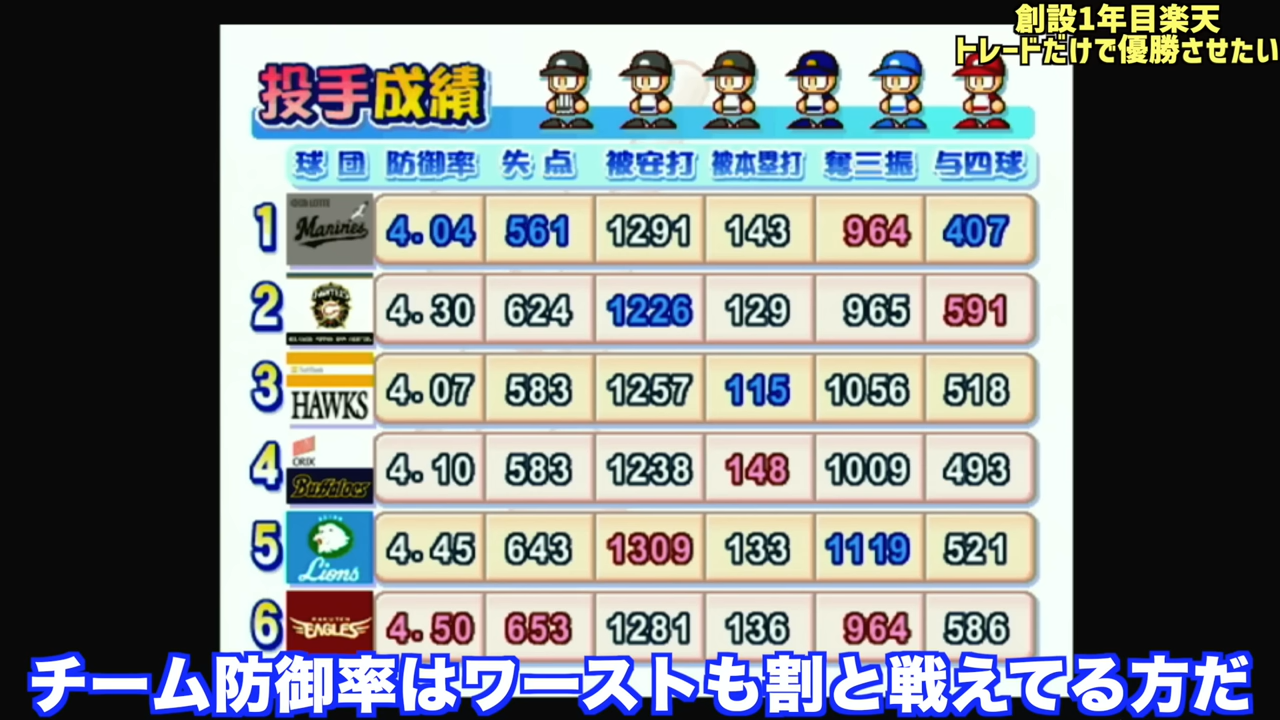 創設1年目楽天
トレードだけで優勝させたい
投手成績
球団 防御率 失点 被安打 被本塁打 奪三振 与四球
1 Marines 4.04 561 1291 143 964 407
2 4.30 624 1226 129 965 591
3 SoftBank HAWKS 4.07 583 1257 115 1056 518
4 ORIX Buffaloes 4.10 583 1238 148 1009 493
5 Lions 4.45 643 1309 133 1119 521
6 RAKUTEN EAGLES 4.50 653 1281 136 964 586
チーム防御率はワーストも割と戦えてる方だ